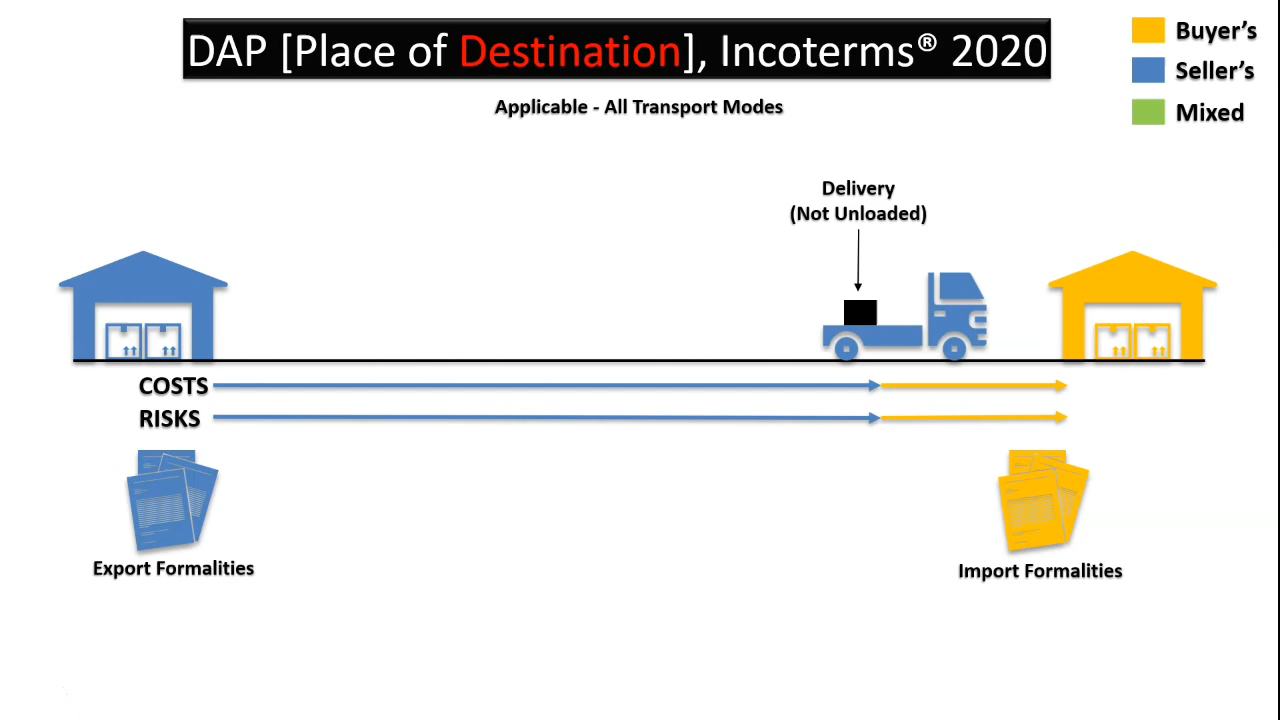 DAP [Place of Destination], Incoterms® 2020
Applicable - All Transport Modes
Buyer's
Seller's
Mixed
Delivery
(Not Unloaded)
COSTS
RISKS
Export Formalities
Import Formalities